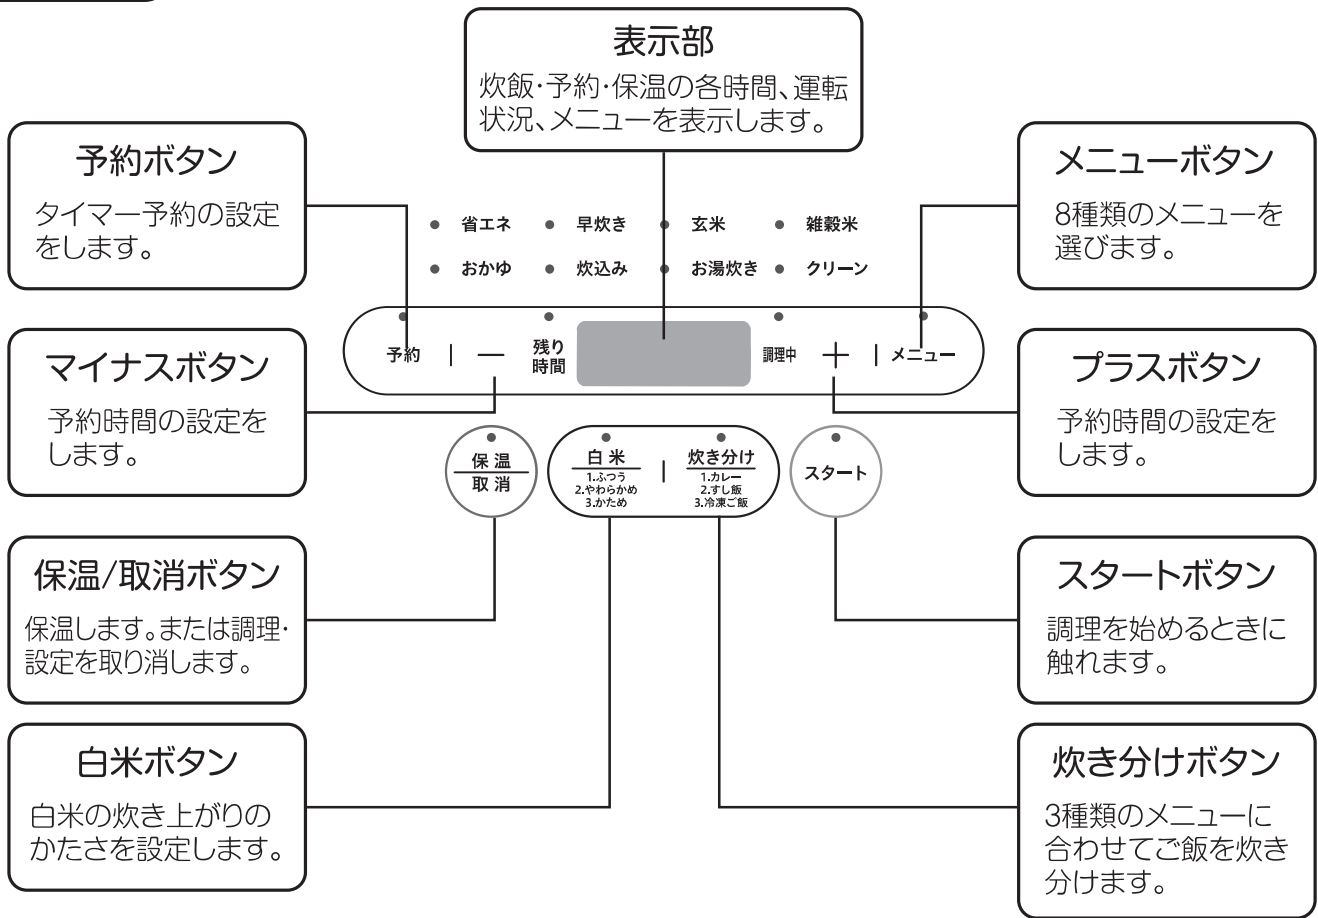 表示部
炊飯・予約・保温の各時間、運転
状況、メニューを表示します。
予約ボタン
タイマー予約の設定
をします。
メニューボタン
8種類のメニューを
選びます。
省エネ
早炊き
玄米
雑穀米
おかゆ
炊込み
お湯炊き
クリーン
マイナスボタン
予約時間の設定を
します。
予約 | ー
残り
時間
調理中 + | メニュー
プラスボタン
予約時間の設定を
します。
保温
取消
白米
1.ふつう
2.やわらかめ
3.かため
|
炊き分け
1.カレー
2.すし飯
3.冷凍ご飯
スタート
保温/取消ボタン
保温します。または調理・
設定を取り消します。
スタートボタン
調理を始めるときに
触れます。
白米ボタン
白米の炊き上がりの
かたさを設定します。
炊き分けボタン
3種類のメニューに
合わせてご飯を炊き
分けます。